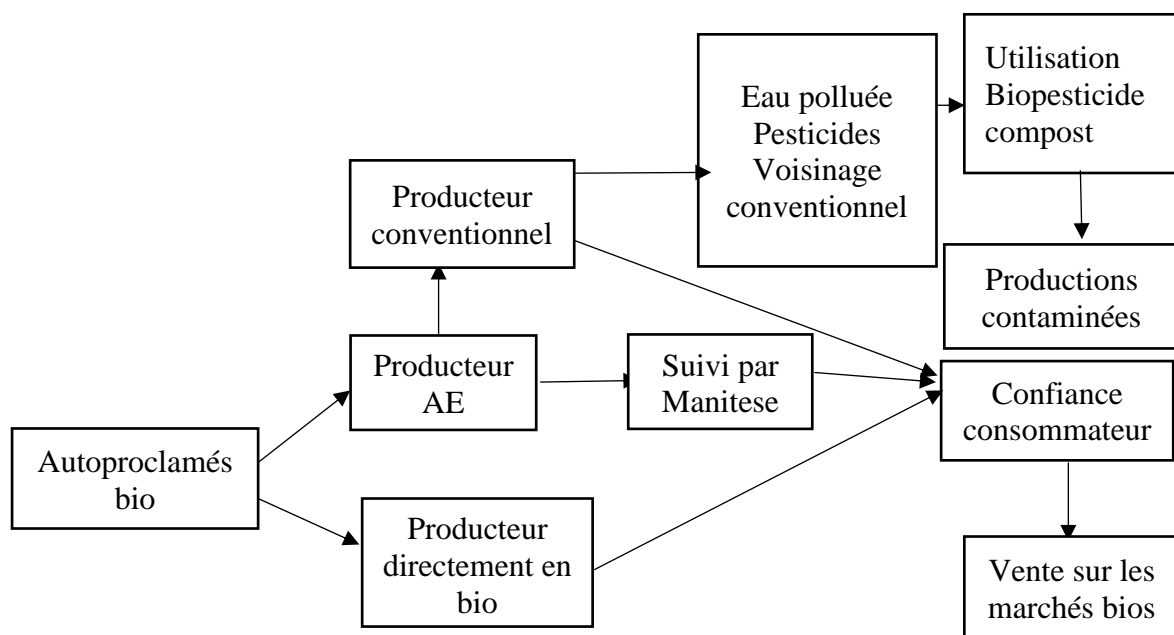 Utilisation
Biopesticide
compost
Eau polluée
Pesticides
Voisinage
conventionnel
Producteur
conventionnel
Productions
contaminées
Producteur
AE
Suivi par
Manitese
Confiance
consommateur
Autoproclamés
bio
Producteur
directement en
bio
Vente sur les
marchés bios